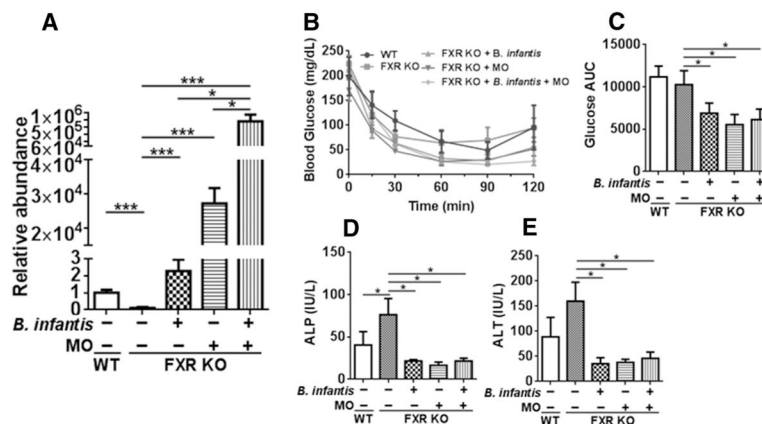 A
Relative abundance
1×10⁶
5×10⁵
4×10⁴
3×10⁴
2×10⁴
3
2
1
0
***
***
***
***
*
*
B. infantis – – + – +
MO – – – + +
WT FXR KO
B
Blood Glucose (mg/dL)
250
200
150
100
50
0
WT
FXR KO
FXR KO + B. infantis
FXR KO + MO
FXR KO + B. infantis + MO
0 30 60 90 120
Time (min)
C
Glucose AUC
15000
10000
5000
0
*
*
*
B. infantis – – + – +
MO – – – + +
WT FXR KO
D
ALP (IU/L)
150
100
50
0
*
*
*
*
B. infantis – – + – +
MO – – – + +
WT FXR KO
E
ALT (IU/L)
250
200
150
100
50
0
*
*
*
B. infantis – – + – +
MO – – – + +
WT FXR KO